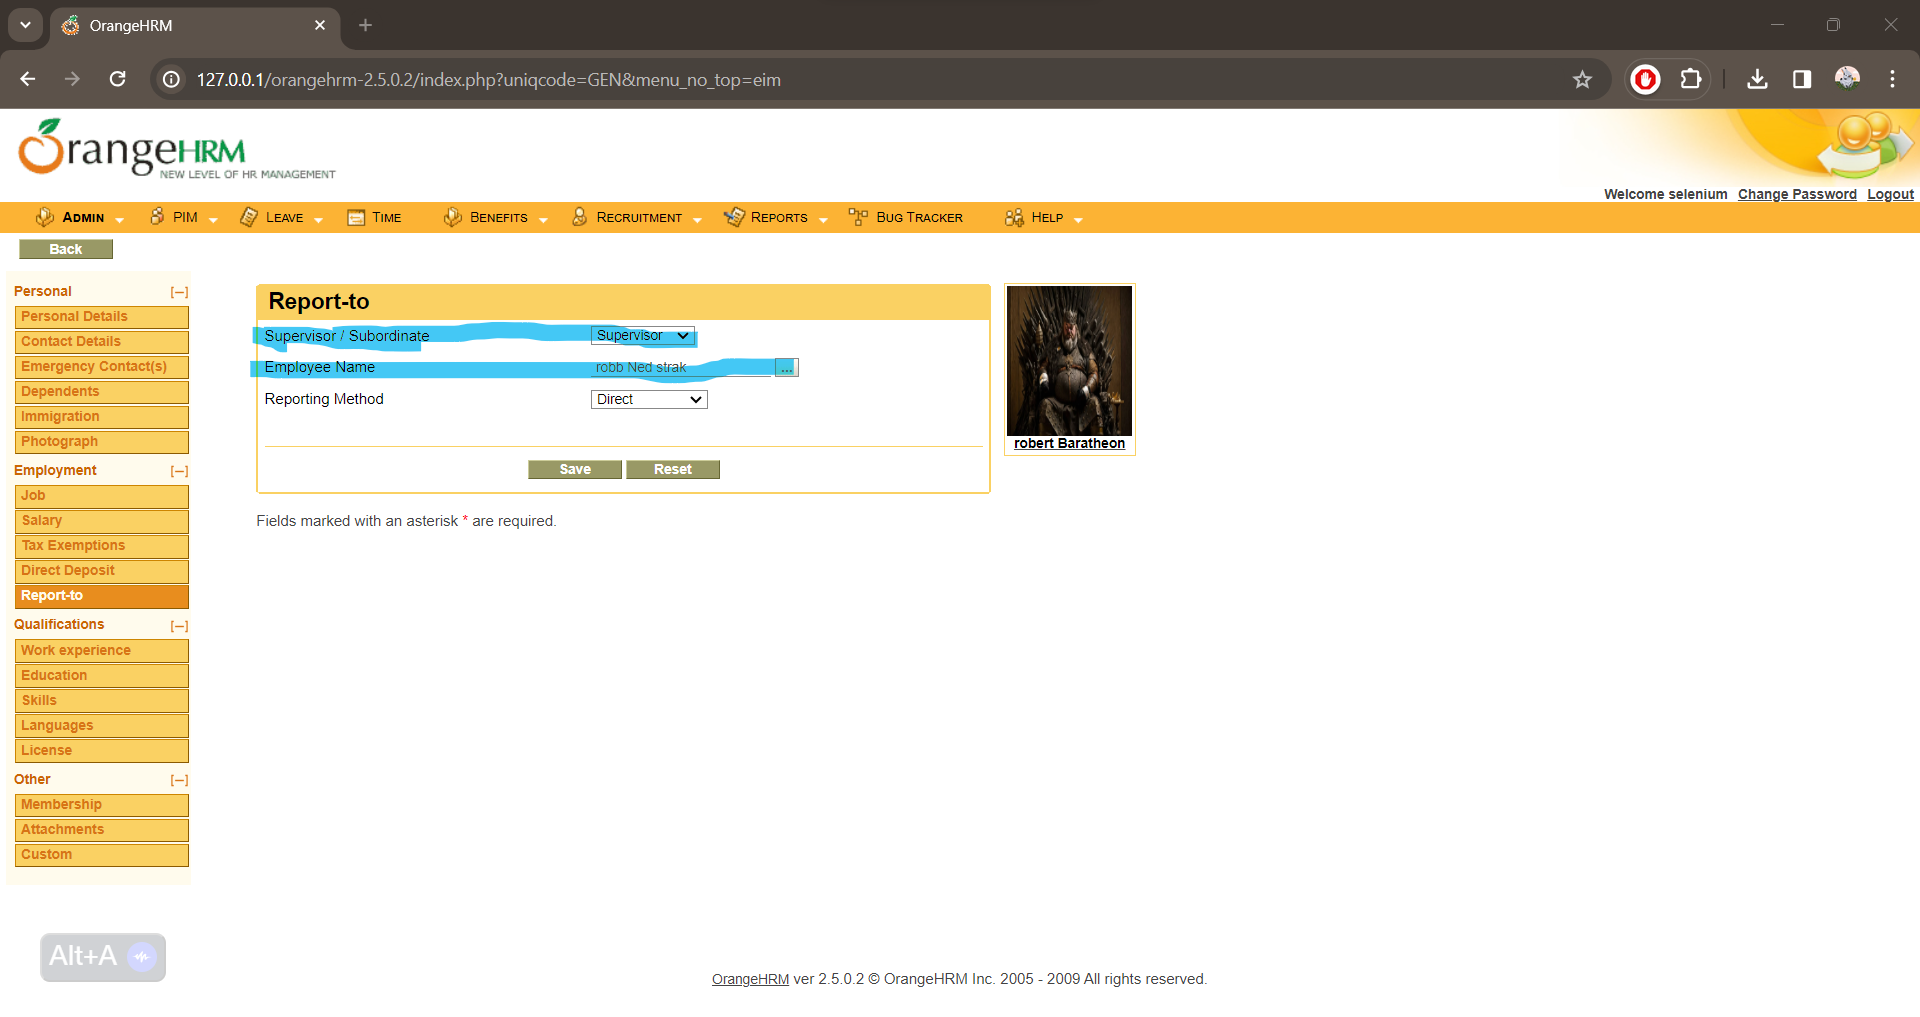 OrangeHRM
127.0.0.1/orangehrm-2.5.0.2/index.php?uniqcode=GEN&menu_no_top=eim
OrangeHRM
NEW LEVEL OF HR MANAGEMENT
Welcome selenium Change Password Logout
ADMIN PIM LEAVE TIME BENEFITS RECRUITMENT REPORTS BUG TRACKER HELP
Back
Personal [–]
Personal Details
Contact Details
Emergency Contact(s)
Dependents
Immigration
Photograph
Employment [–]
Job
Salary
Tax Exemptions
Direct Deposit
Report-to
Qualifications [–]
Work experience
Education
Skills
Languages
License
Other [–]
Membership
Attachments
Custom
Report-to
Supervisor / Subordinate Supervisor
Employee Name robb Ned strak ...
Reporting Method Direct
Save Reset
Fields marked with an asterisk * are required.
robert Baratheon
Alt+A
OrangeHRM ver 2.5.0.2 © OrangeHRM Inc. 2005 - 2009 All rights reserved.